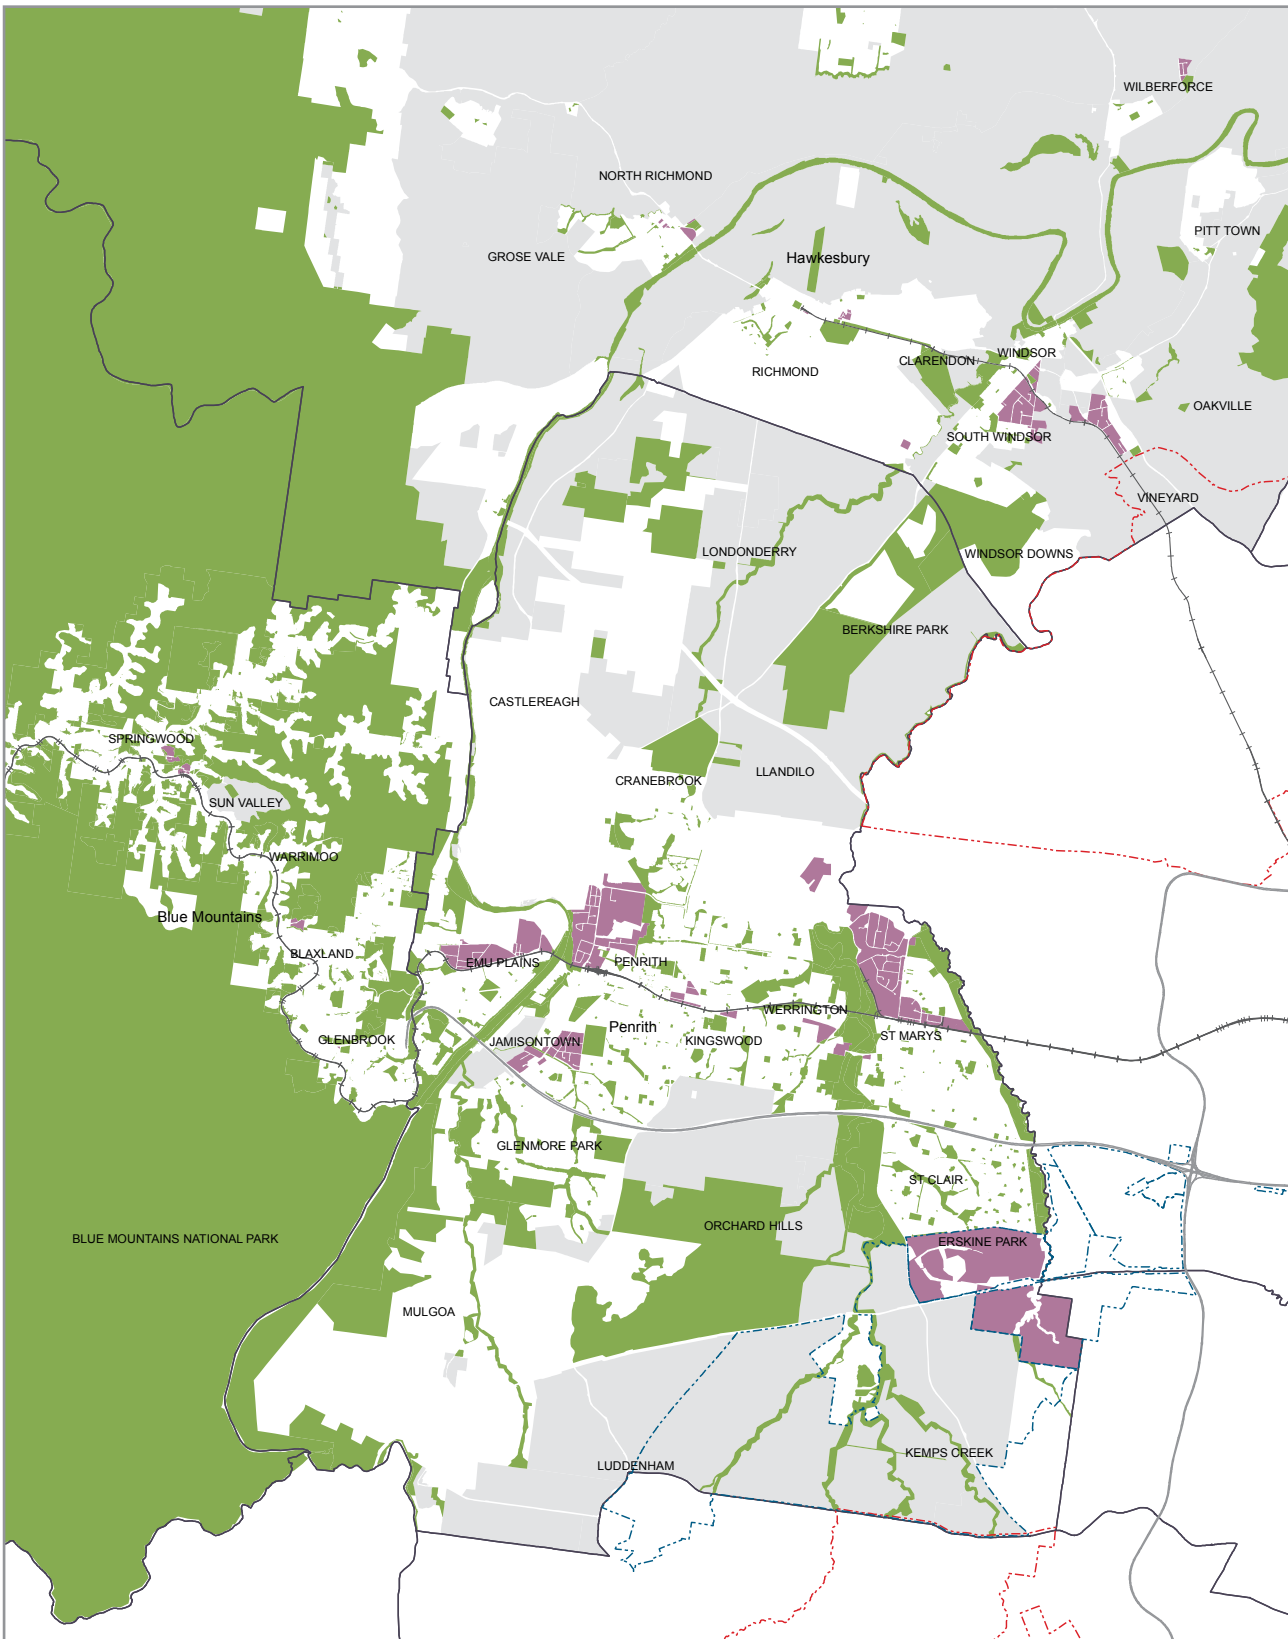 WILBERFORCE
NORTH RICHMOND
PITT TOWN
GROSE VALE
Hawkesbury
WINDSOR
CLARENDON
RICHMOND
OAKVILLE
SOUTH WINDSOR
VINEYARD
LONDONDERRY
WINDSOR DOWNS
BERKSHIRE PARK
CASTLEREAGH
SPRINGWOOD
LLANDILO
CRANEBROOK
SUN VALLEY
WARRIMOO
Blue Mountains
BLAXLAND
EMU PLAINS
PENRITH
WERRINGTON
Penrith
ST MARYS
GLENBROOK
JAMISONTOWN
KINGSWOOD
GLENMORE PARK
ST CLAIR
ORCHARD HILLS
BLUE MOUNTAINS NATIONAL PARK
ERSKINE PARK
MULGOA
KEMPS CREEK
LUDDENHAM